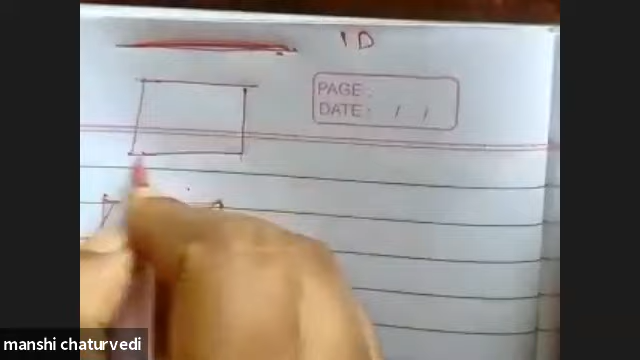 1D
PAGE :
DATE : / /
manshi chaturvedi